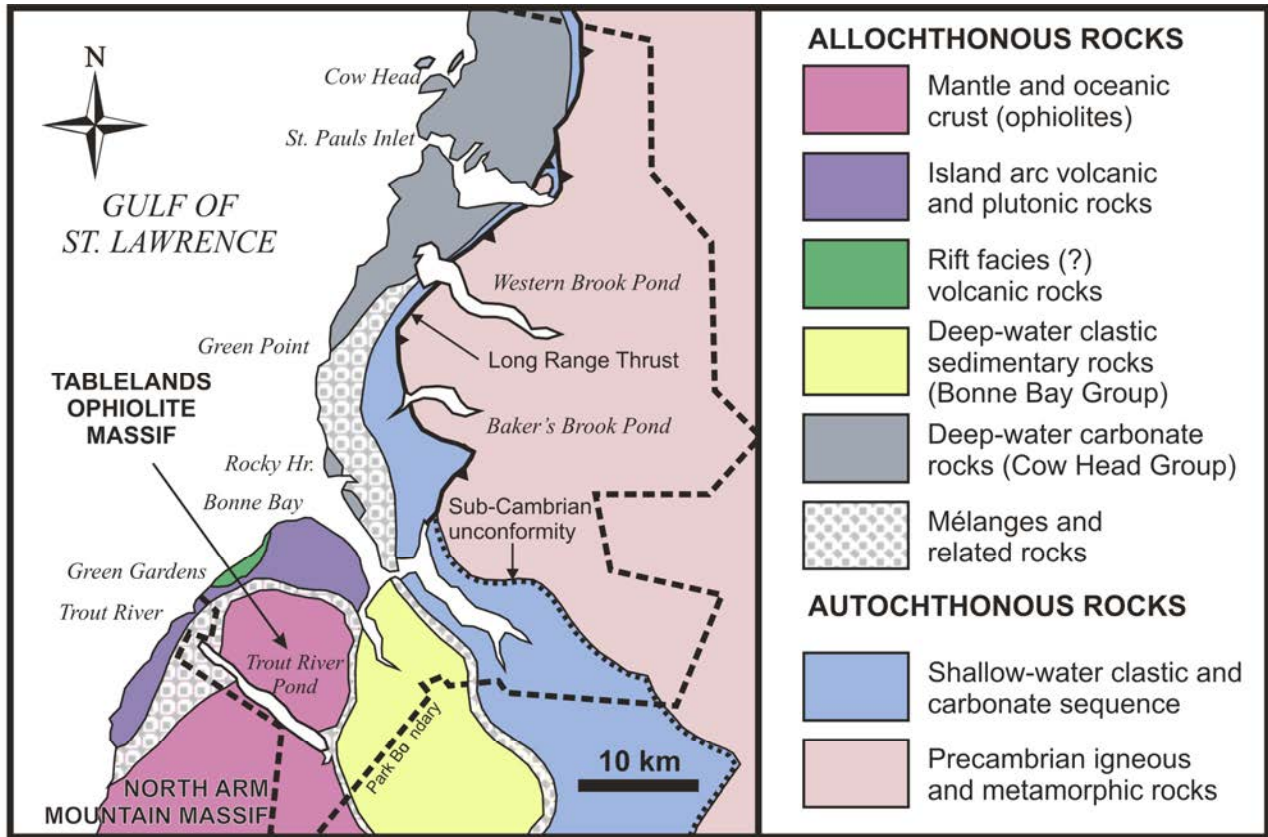 N
GULF OF
ST. LAWRENCE
Cow Head
St. Pauls Inlet
Western Brook Pond
Long Range Thrust
Green Point
TABLELANDS
OPHIOLITE
MASSIF
Baker's Brook Pond
Rocky Hr.
Bonne Bay
Sub-Cambrian
unconformity
Green Gardens
Trout River
Trout River
Pond
Park Boundary
10 km
NORTH ARM
MOUNTAIN MASSIF
ALLOCHTHONOUS ROCKS
Mantle and oceanic
crust (ophiolites)
Island arc volcanic
and plutonic rocks
Rift facies (?)
volcanic rocks
Deep-water clastic
sedimentary rocks
(Bonne Bay Group)
Deep-water carbonate
rocks (Cow Head Group)
Mélanges and
related rocks
AUTOCHTHONOUS ROCKS
Shallow-water clastic and
carbonate sequence
Precambrian igneous
and metamorphic rocks